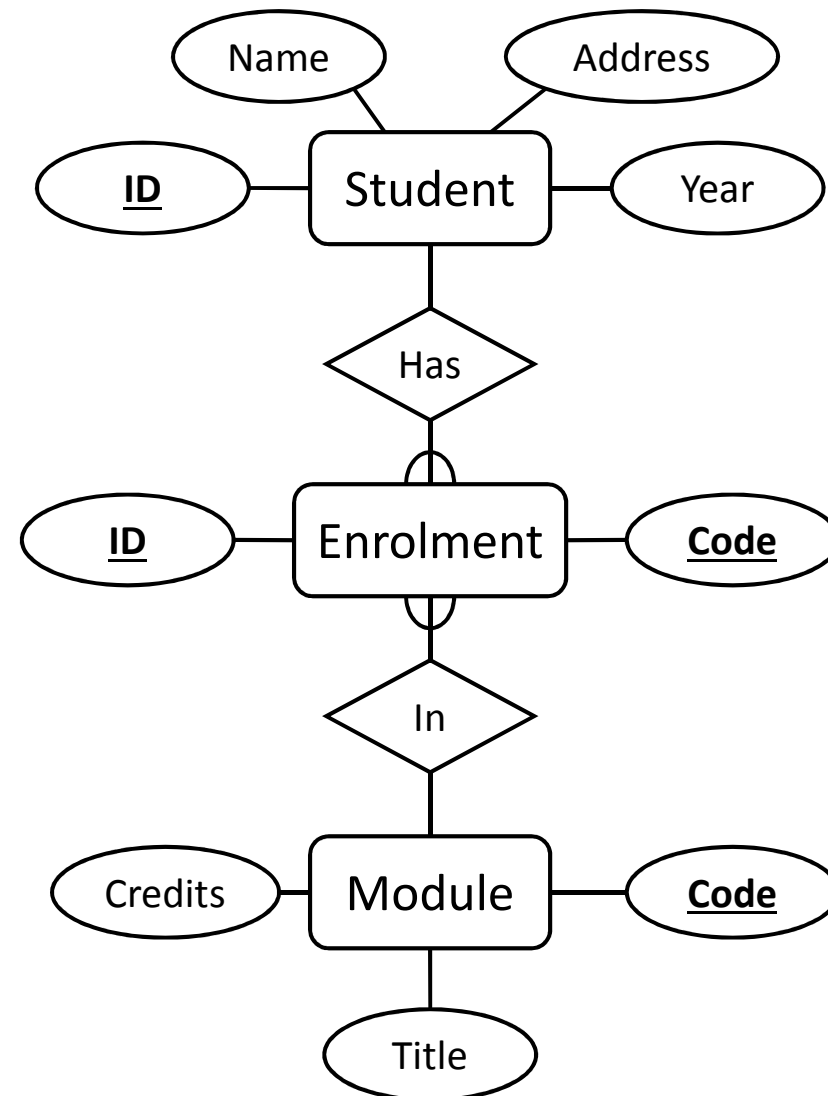 Name
Address
ID
Student
Year
Has
ID
Enrolment
Code
In
Credits
Module
Code
Title